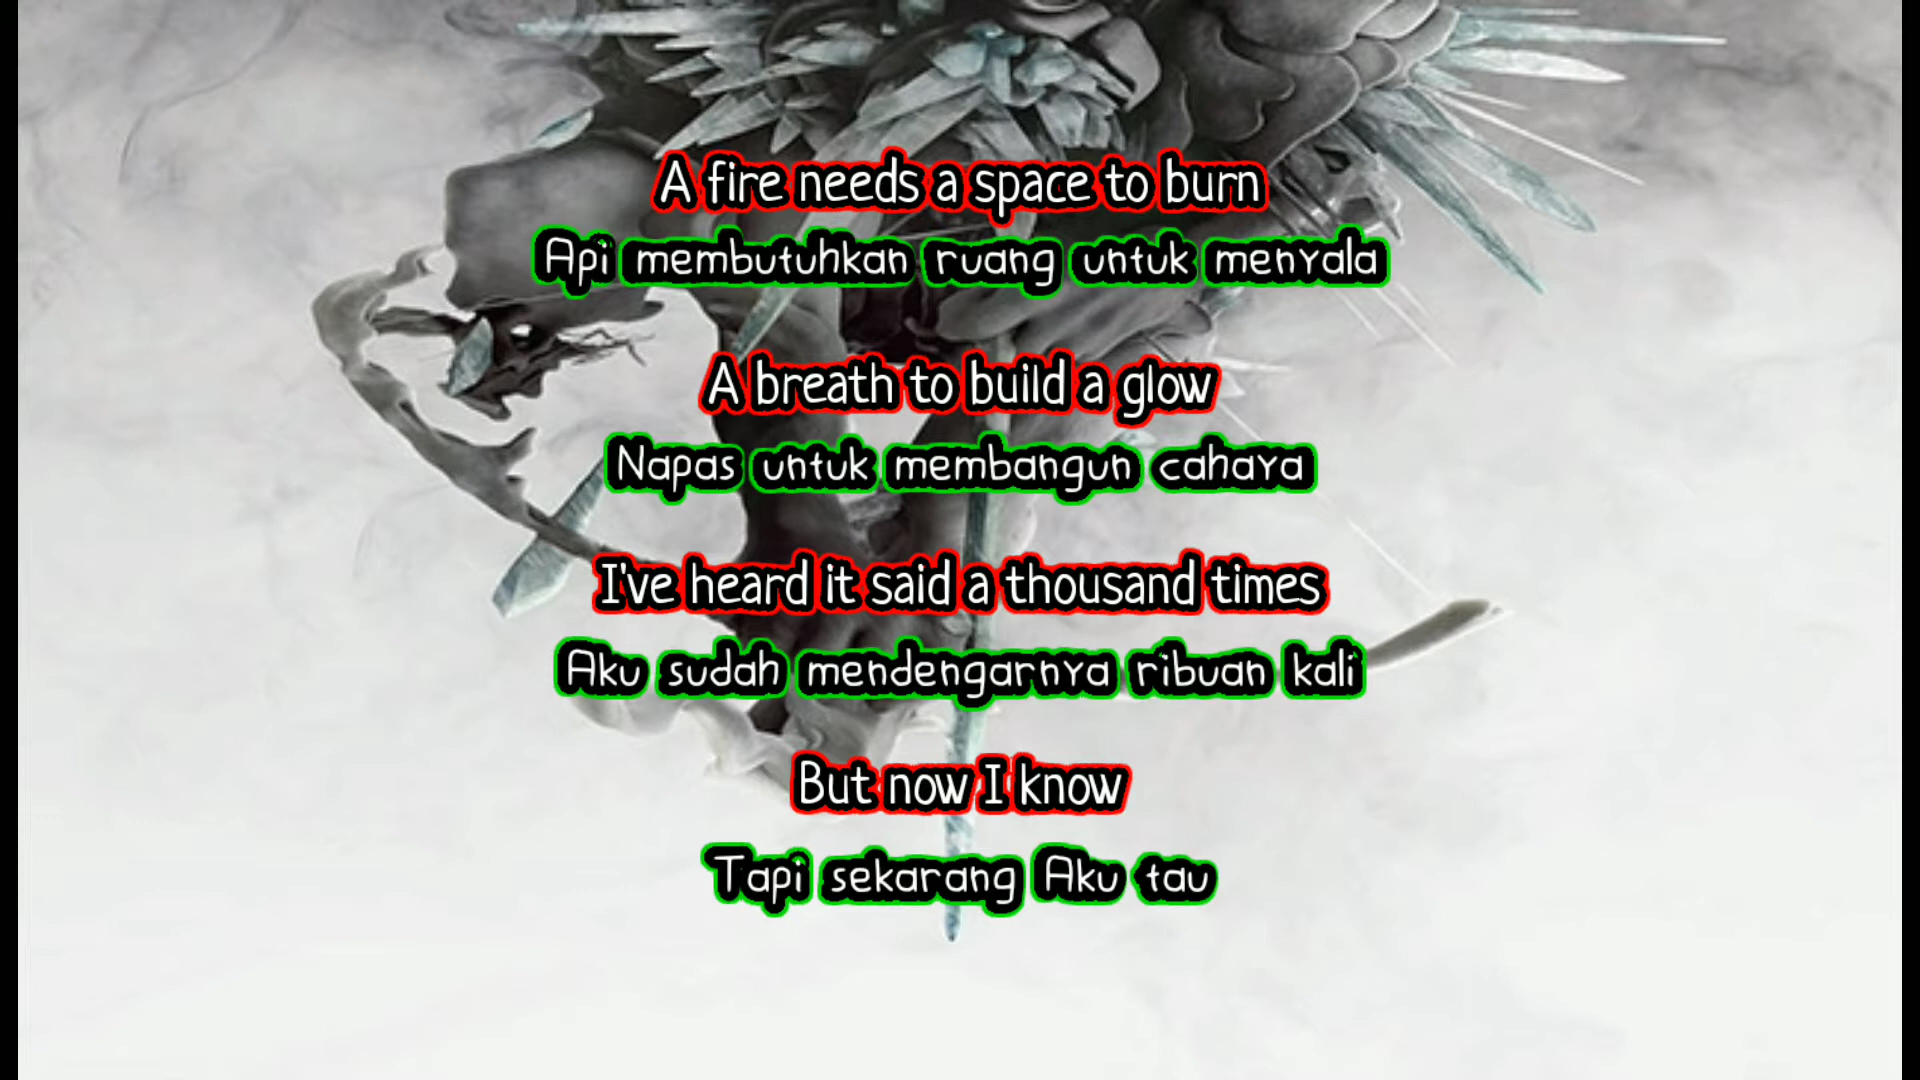 A fire needs a space to burn
Api membutuhkan ruang untuk menyala
A breath to build a glow
Napas untuk membangun cahaya
I've heard it said a thousand times
Aku sudah mendengarnya ribuan kali
But now I know
Tapi sekarang Aku tau